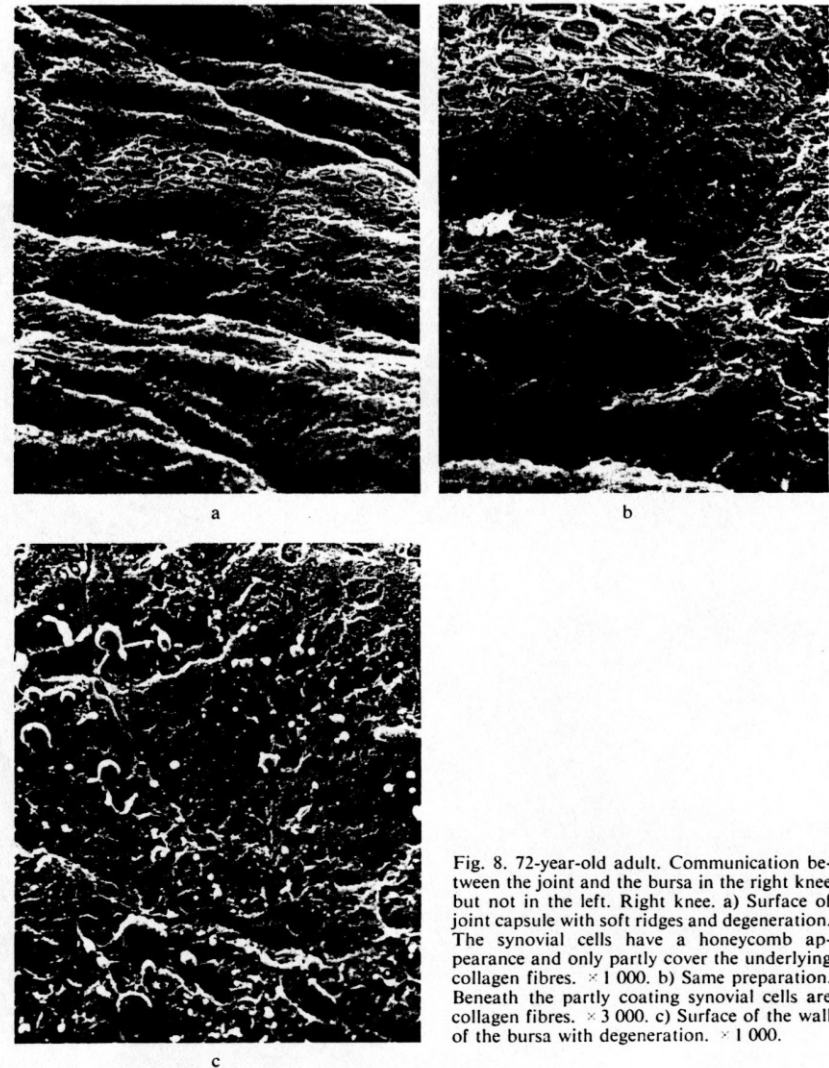 a
b
c
Fig. 8. 72-year-old adult. Communication be-
tween the joint and the bursa in the right knee
but not in the left. Right knee. a) Surface of
joint capsule with soft ridges and degeneration.
The synovial cells have a honeycomb ap-
pearance and only partly cover the underlying
collagen fibres. × 1 000. b) Same preparation.
Beneath the partly coating synovial cells are
collagen fibres. × 3 000. c) Surface of the wall
of the bursa with degeneration. × 1 000.